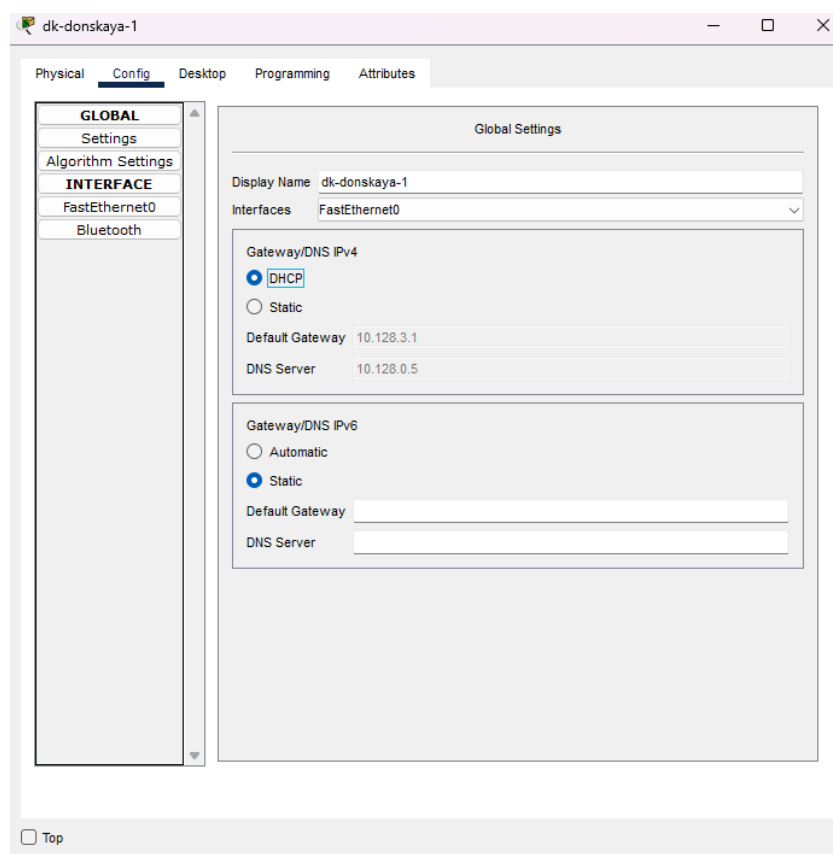 dk-donskaya-1
Physical Config Desktop Programming Attributes
GLOBAL
Settings
Algorithm Settings
INTERFACE
FastEthernet0
Bluetooth
Global Settings
Display Name dk-donskaya-1
Interfaces FastEthernet0
Gateway/DNS IPv4
DHCP
Static
Default Gateway 10.128.3.1
DNS Server 10.128.0.5
Gateway/DNS IPv6
Automatic
Static
Default Gateway
DNS Server
Top